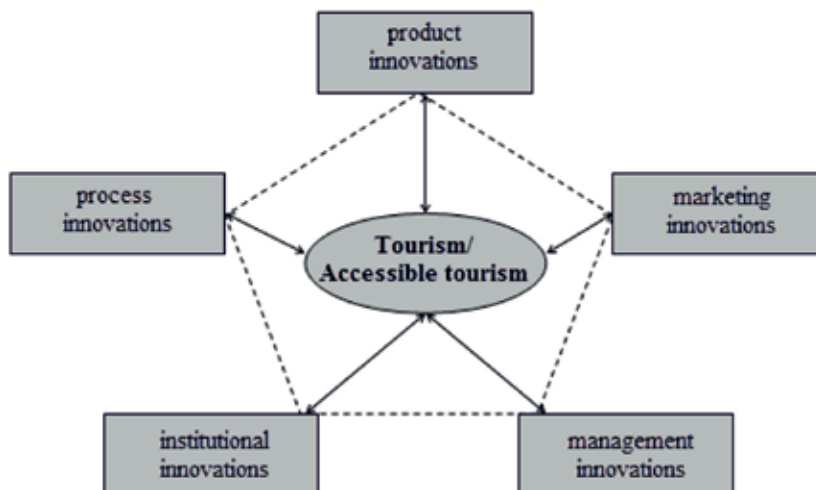 product
innovations
process
innovations
marketing
innovations
Tourism/
Accessible tourism
institutional
innovations
management
innovations